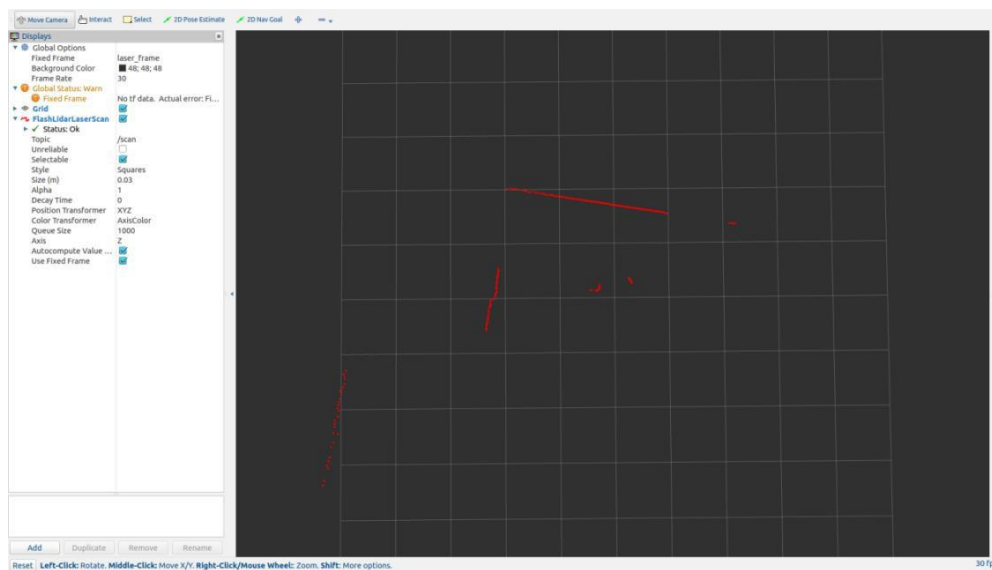 Move Camera Interact Select 2D Pose Estimate 2D Nav Goal
Displays
Global Options
Fixed Frame laser_frame
Background Color 48; 48; 48
Frame Rate 30
Global Status: Warn
Fixed Frame No tf data. Actual error: Fi...
Grid
FlashLidarLaserScan
Status: Ok
Topic /scan
Unreliable
Selectable
Style Squares
Size (m) 0.03
Alpha 1
Decay Time 0
Position Transformer XYZ
Color Transformer AxisColor
Queue Size 1000
Axis Z
Autocompute Value ...
Use Fixed Frame
Add Duplicate Remove Rename
Reset Left-Click: Rotate. Middle-Click: Move X/Y. Right-Click/Mouse Wheel: Zoom. Shift: More options. 30 fp